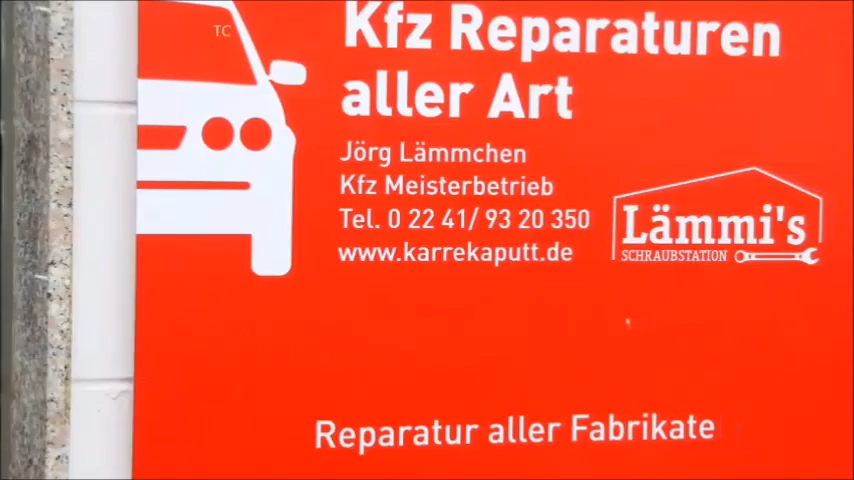 TC
Kfz Reparaturen
aller Art
Jörg Lämmchen
Kfz Meisterbetrieb
Tel. 0 22 41/ 93 20 350
www.karrekaputt.de
Lämmi's
SCHRAUBSTATION
Reparatur aller Fabrikate